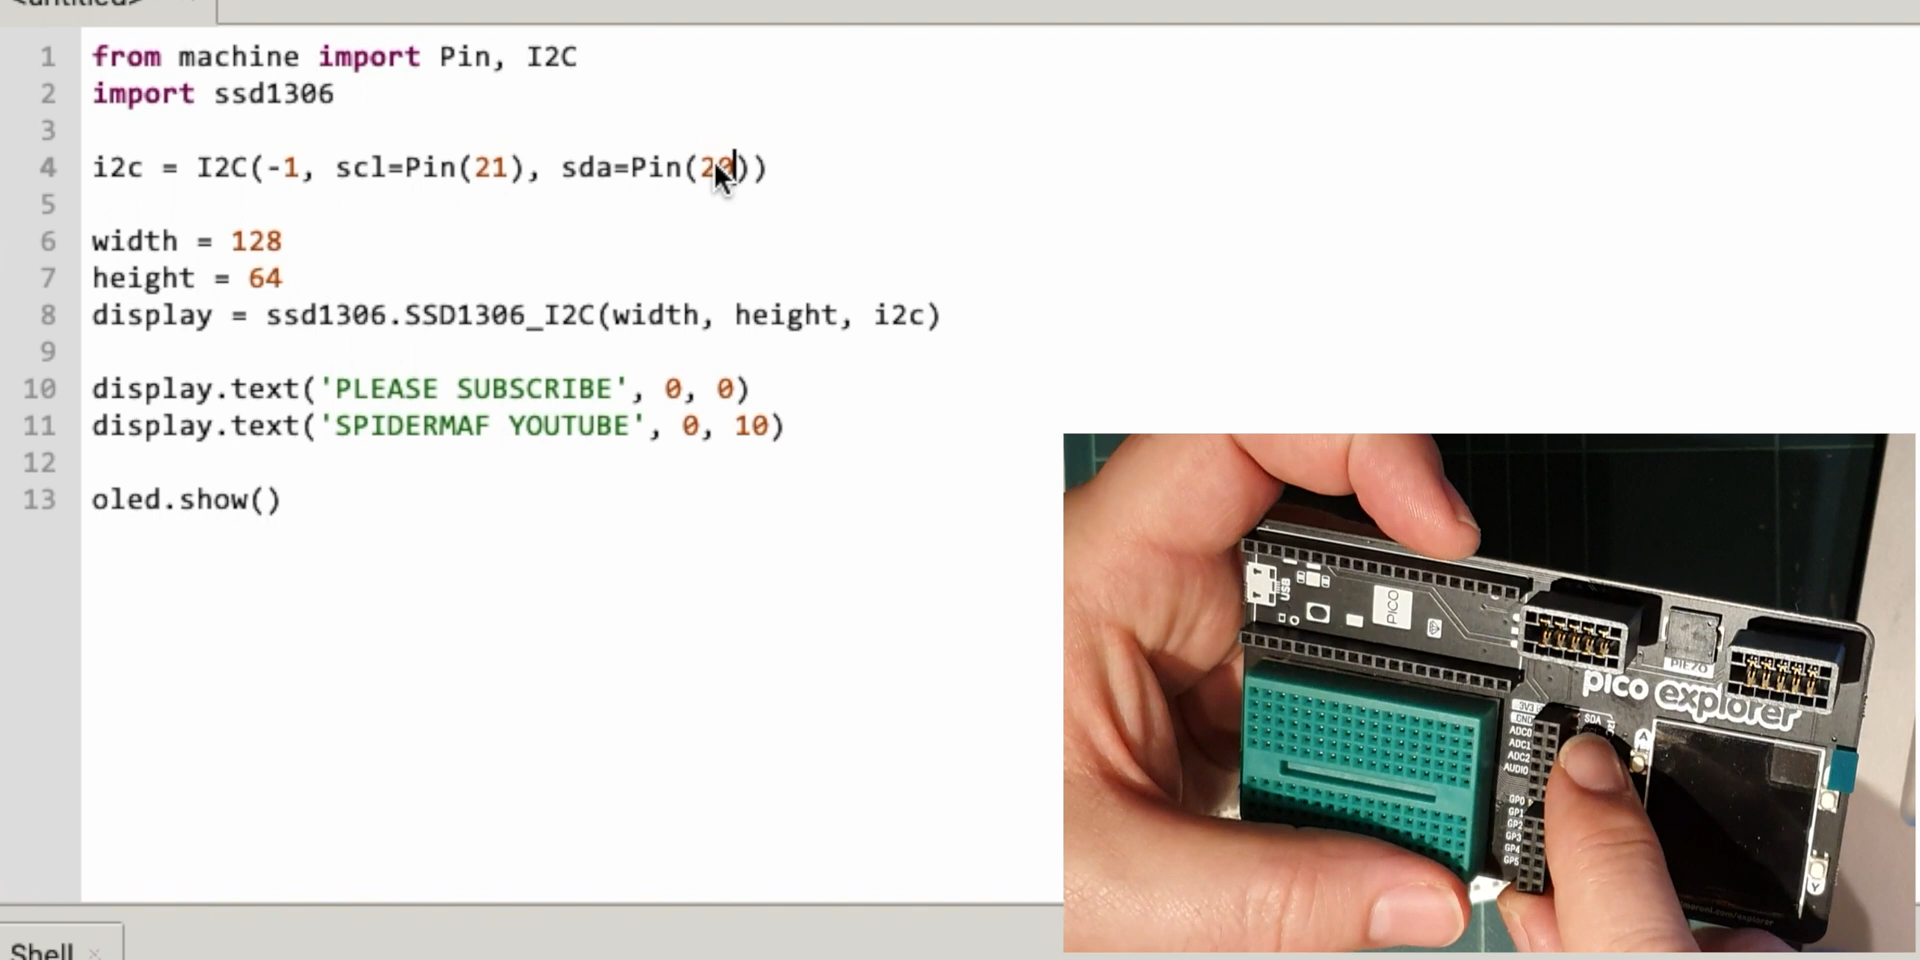 <untitled>
1 from machine import Pin, I2C
2 import ssd1306
3
4 i2c = I2C(-1, scl=Pin(21), sda=Pin(20))
5
6 width = 128
7 height = 64
8 display = ssd1306.SSD1306_I2C(width, height, i2c)
9
10 display.text('PLEASE SUBSCRIBE', 0, 0)
11 display.text('SPIDERMAF YOUTUBE', 0, 10)
12
13 oled.show()
Shell
USB
PICO
PIEZO
pico explorer
3V3
GND
ADC0
ADC1
ADC2
AUDIO
SDA
A
GP0
GP1
GP2
GP3
GP4
GP5
Y